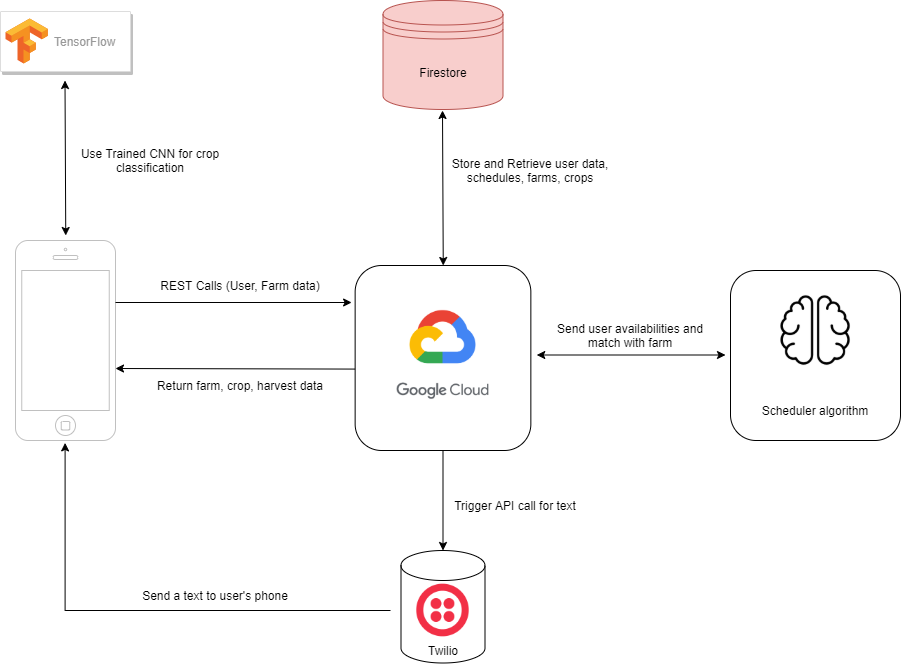 TensorFlow
Firestore
Use Trained CNN for crop
classification
Store and Retrieve user data,
schedules, farms, crops
REST Calls (User, Farm data)
Return farm, crop, harvest data
Google Cloud
Send user availabilities and
match with farm
Scheduler algorithm
Trigger API call for text
Send a text to user's phone
Twilio